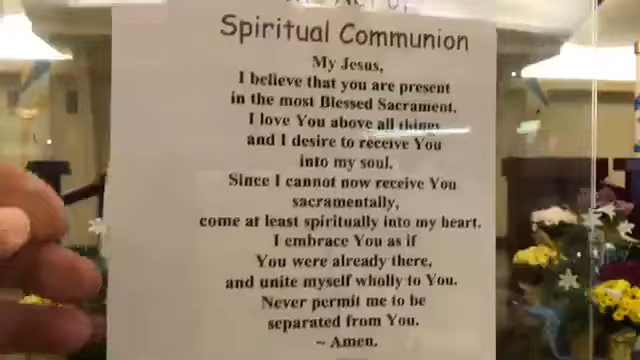 Spiritual Communion
My Jesus,
I believe that you are present
in the most Blessed Sacrament.
I love You above all things
and I desire to receive You
into my soul.
Since I cannot now receive You
sacramentally,
come at least spiritually into my heart.
I embrace You as if
You were already there,
and unite myself wholly to You.
Never permit me to be
separated from You.
~ Amen.